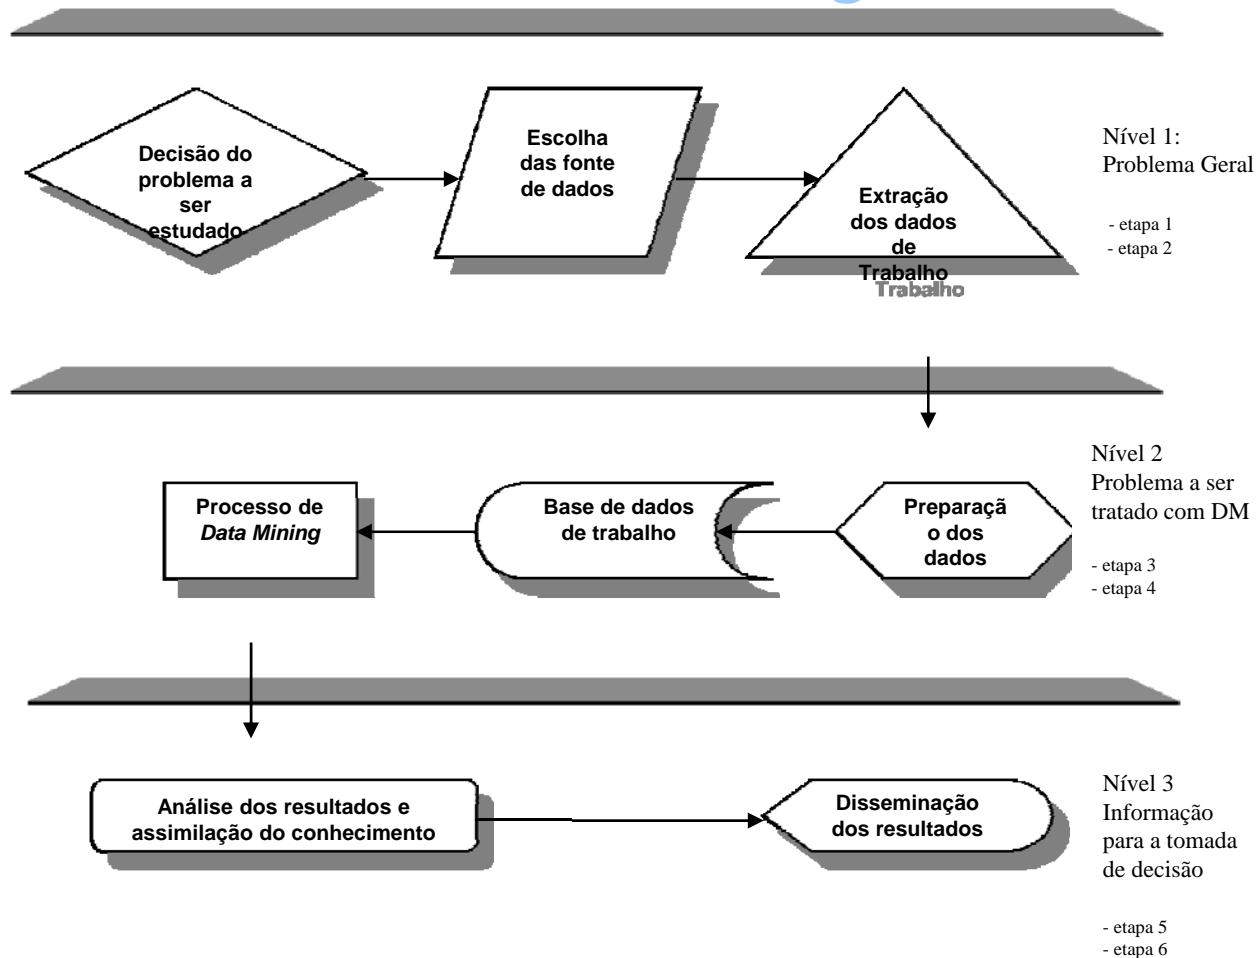 Decisão do
problema a
ser
estudado
Escolha
das fonte
de dados
Extração
dos dados
de
Trabalho
Nível 1:
Problema Geral
- etapa 1
- etapa 2
Processo de
Data Mining
Base de dados
de trabalho
Preparaçã
o dos
dados
Nível 2
Problema a ser
tratado com DM
- etapa 3
- etapa 4
Análise dos resultados e
assimilação do conhecimento
Disseminação
dos resultados
Nível 3
Informação
para a tomada
de decisão
- etapa 5
- etapa 6